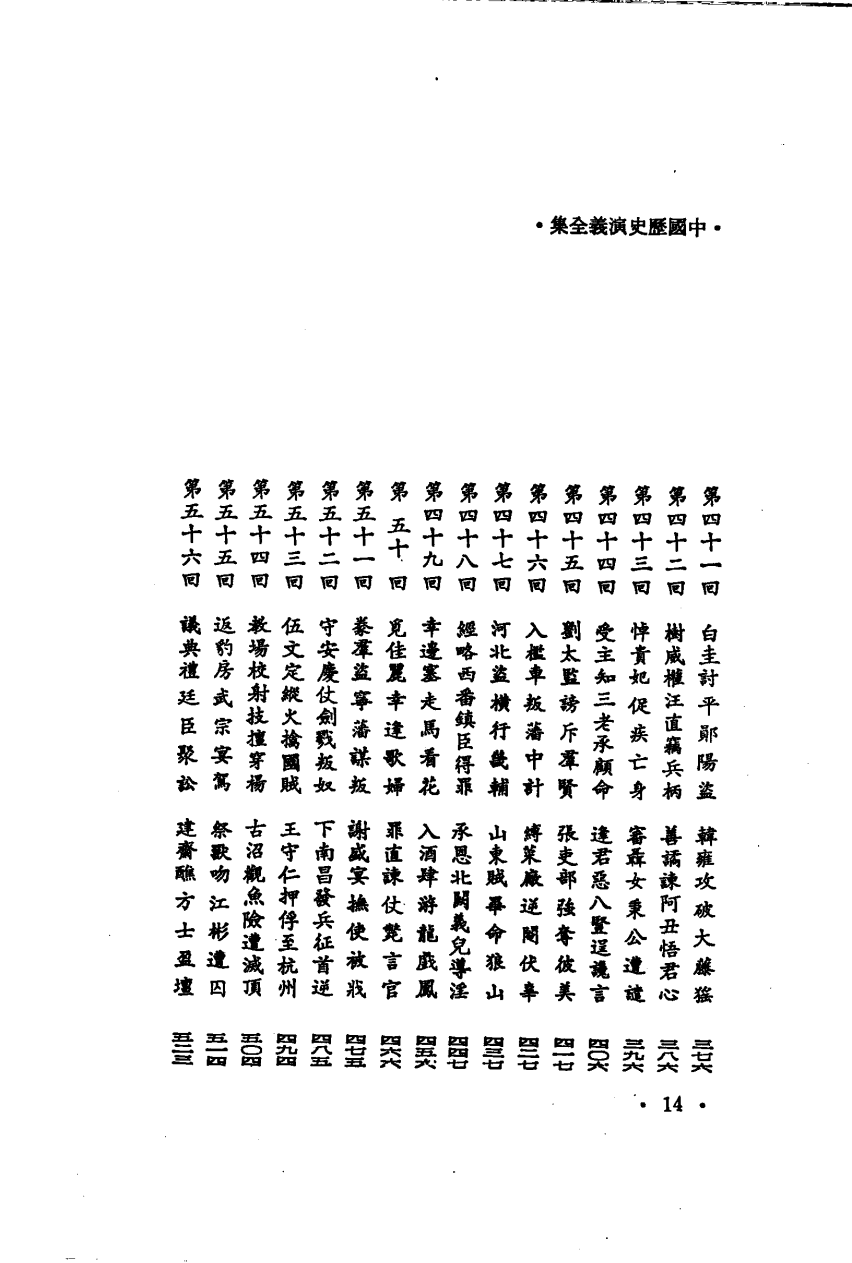 •中國歷史演義全集•
第四十一回 白圭討平鄖陽盜 韓雍攻破大藤猺 三七六
第四十二回 樹威權汪直竊兵柄 善譎諫阿丑悟君心 三八六
第四十三回 悼貴妃促疾亡身 審聶女秉公遭譴 三九六
第四十四回 受主知三老承顧命 逢君惡八豎逞讒言 四〇六
第四十五回 劉太監謗斥羣賢 張吏部強奪彼美 四一七
第四十六回 入檻車叛藩中計 縛菜廠逆閹伏辜 四二七
第四十七回 河北盜橫行畿輔 山東賊畢命狼山 四三七
第四十八回 經略西番鎮臣得罪 承恩北闕義兒導淫 四四七
第四十九回 幸邊塞走馬看花 入酒肆游龍戲鳳 四五六
第五十回 覓佳麗幸逢歌婦 罪直諫仗斃言官 四六六
第五十一回 豢羣盜寧藩謀叛 謝盛宴撫使被戕 四七五
第五十二回 守安慶仗劍戮叛奴 下南昌發兵征首逆 四八五
第五十三回 伍文定縱火擒國賊 王守仁押俘至杭州 四九四
第五十四回 教場校射技擅穿楊 古沼觀魚險遭滅頂 五〇四
第五十五回 返豹房武宗宴駕 祭獸吻江彬遭囚 五一四
第五十六回 議典禮廷臣聚訟 建齋醮方士盈壇 五二三
• 14 •